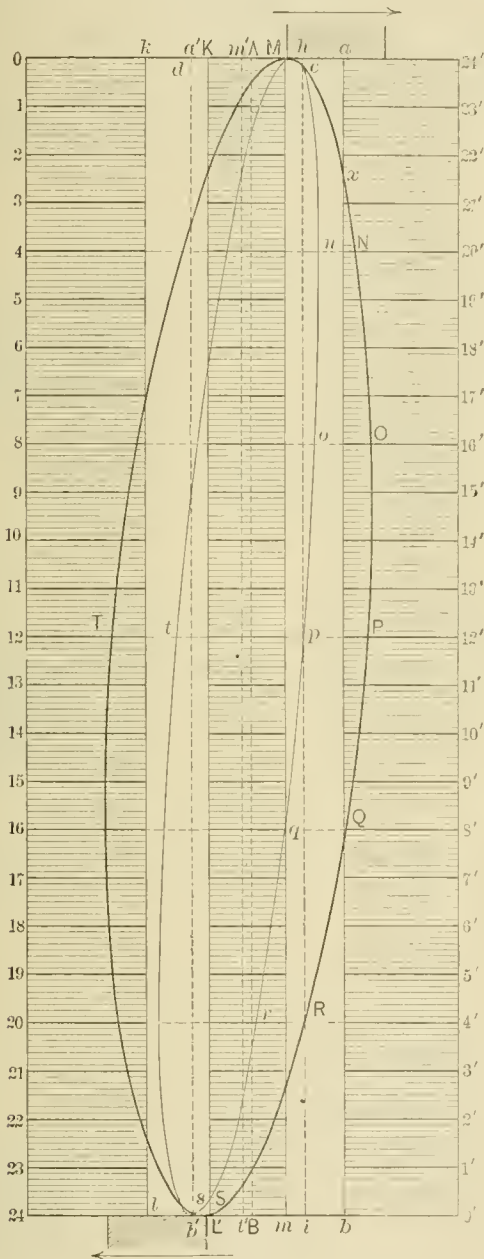 k a' K m' A M h a
0 d c 24'
1 23'
2 22'
x
3 21'
4 n N 20'
5 19'
6 18'
7 17'
8 o O 16'
9 15'
10 14'
11 13'
T t p P
12 12'
13 11'
14 10'
15 9'
16 q Q 8'
17 7'
18 6'
19 5'
20 r R 4'
21 3'
22 2'
23 1'
l s S
24 0'
b' L' l' B m i b